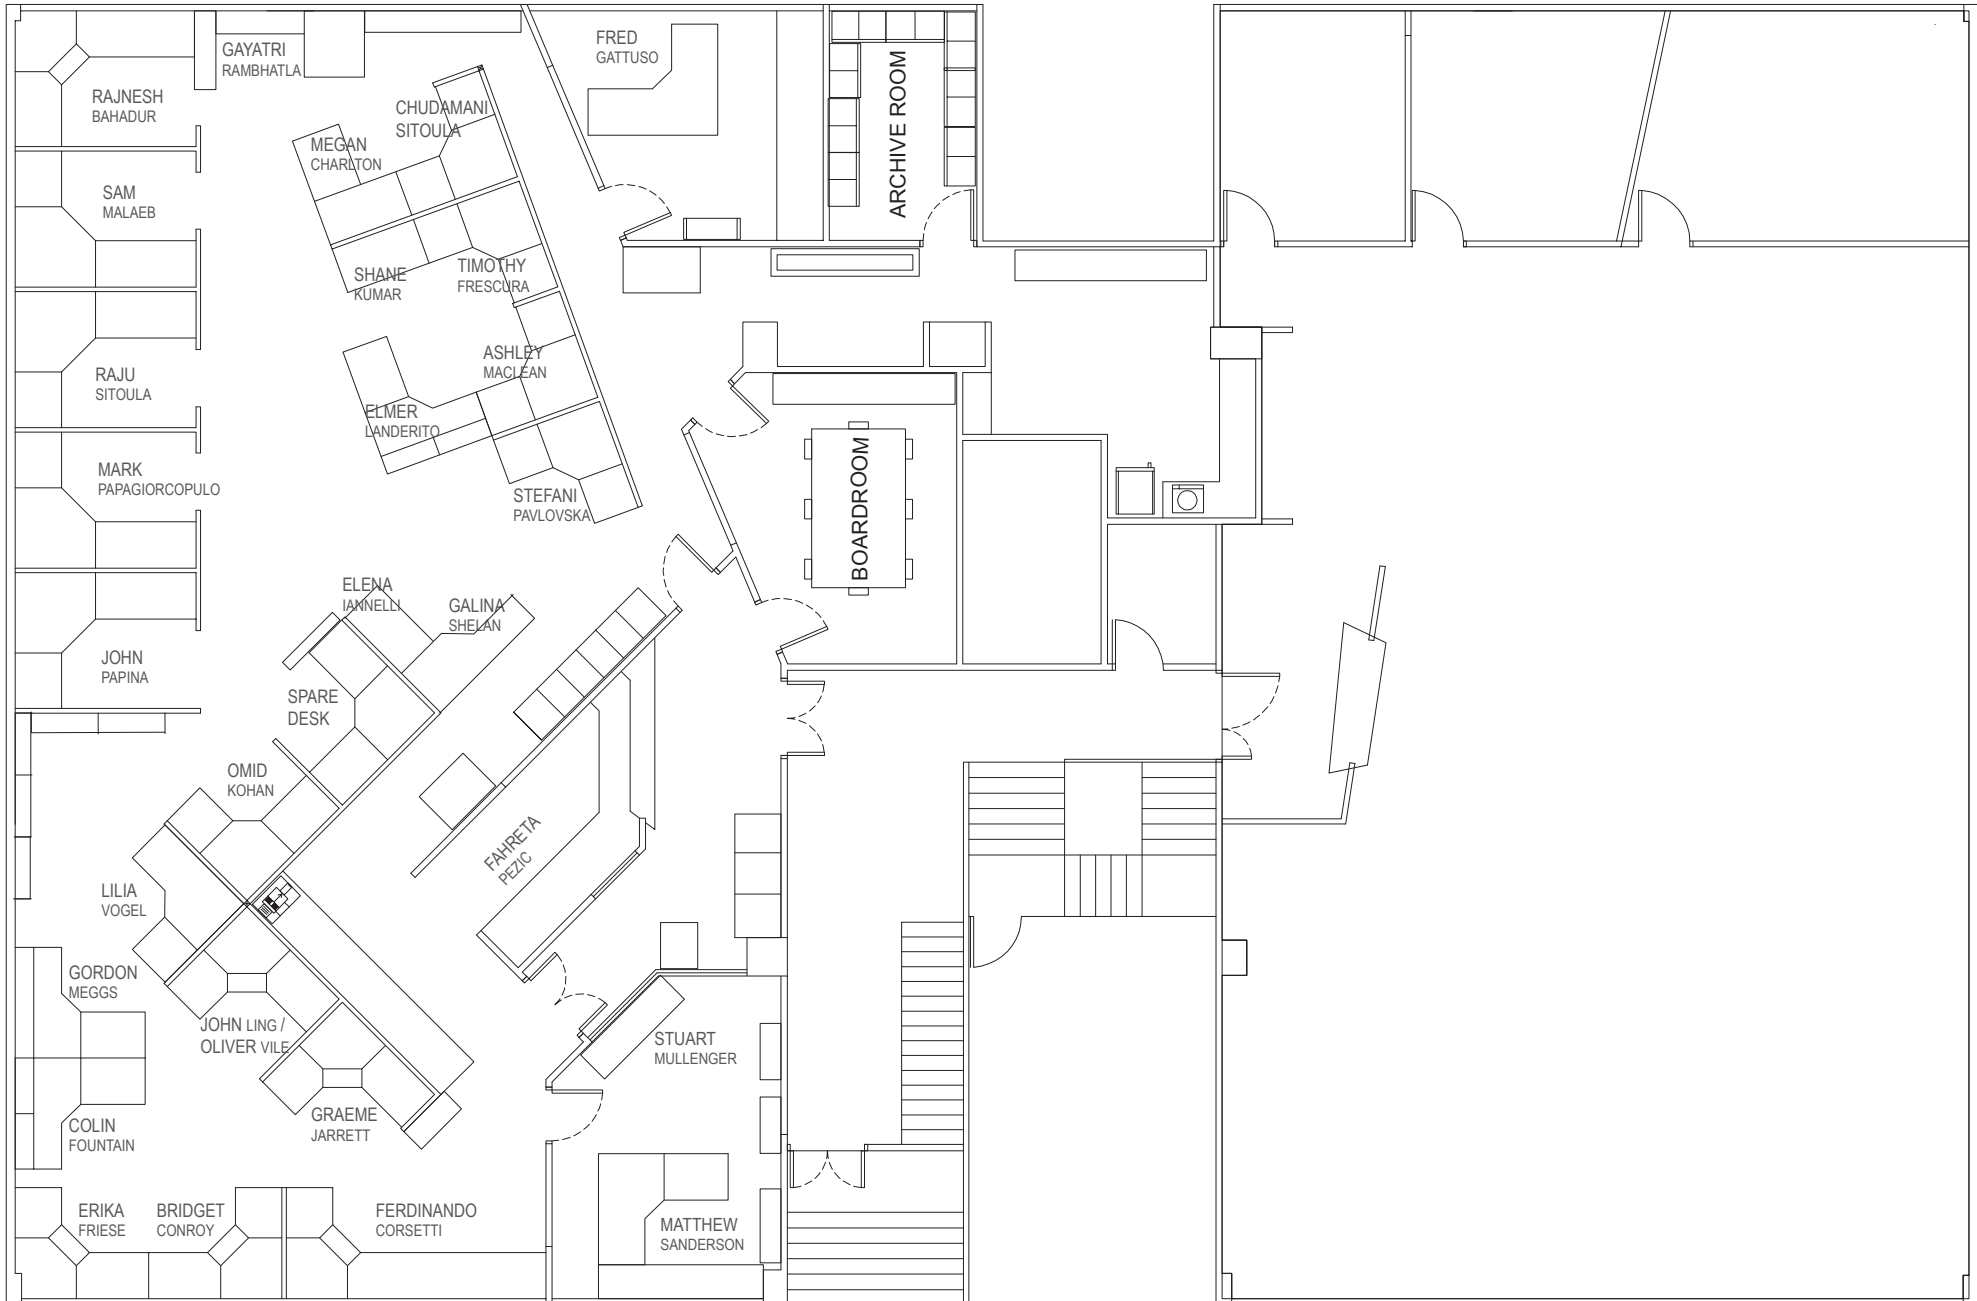 GAYATRI
RAMBHATLA
FRED
GATTUSO
ARCHIVE ROOM
RAJNESH
BAHADUR
CHUDAMANI
SITOULA
MEGAN
CHARLTON
SAM
MALAEB
SHANE
KUMAR
TIMOTHY
FRESCURA
ASHLEY
MACLEAN
RAJU
SITOULA
ELMER
LANDERITO
BOARDROOM
MARK
PAPAGIORCOPULO
STEFANI
PAVLOVSKA
ELENA
IANNELLI
GALINA
SHELAN
JOHN
PAPINA
SPARE
DESK
OMID
KOHAN
FAHRETA
PEZIC
LILIA
VOGEL
GORDON
MEGGS
JOHN LING /
OLIVER VILE
STUART
MULLENGER
GRAEME
JARRETT
COLIN
FOUNTAIN
ERIKA
FRIESE
BRIDGET
CONROY
FERDINANDO
CORSETTI
MATTHEW
SANDERSON